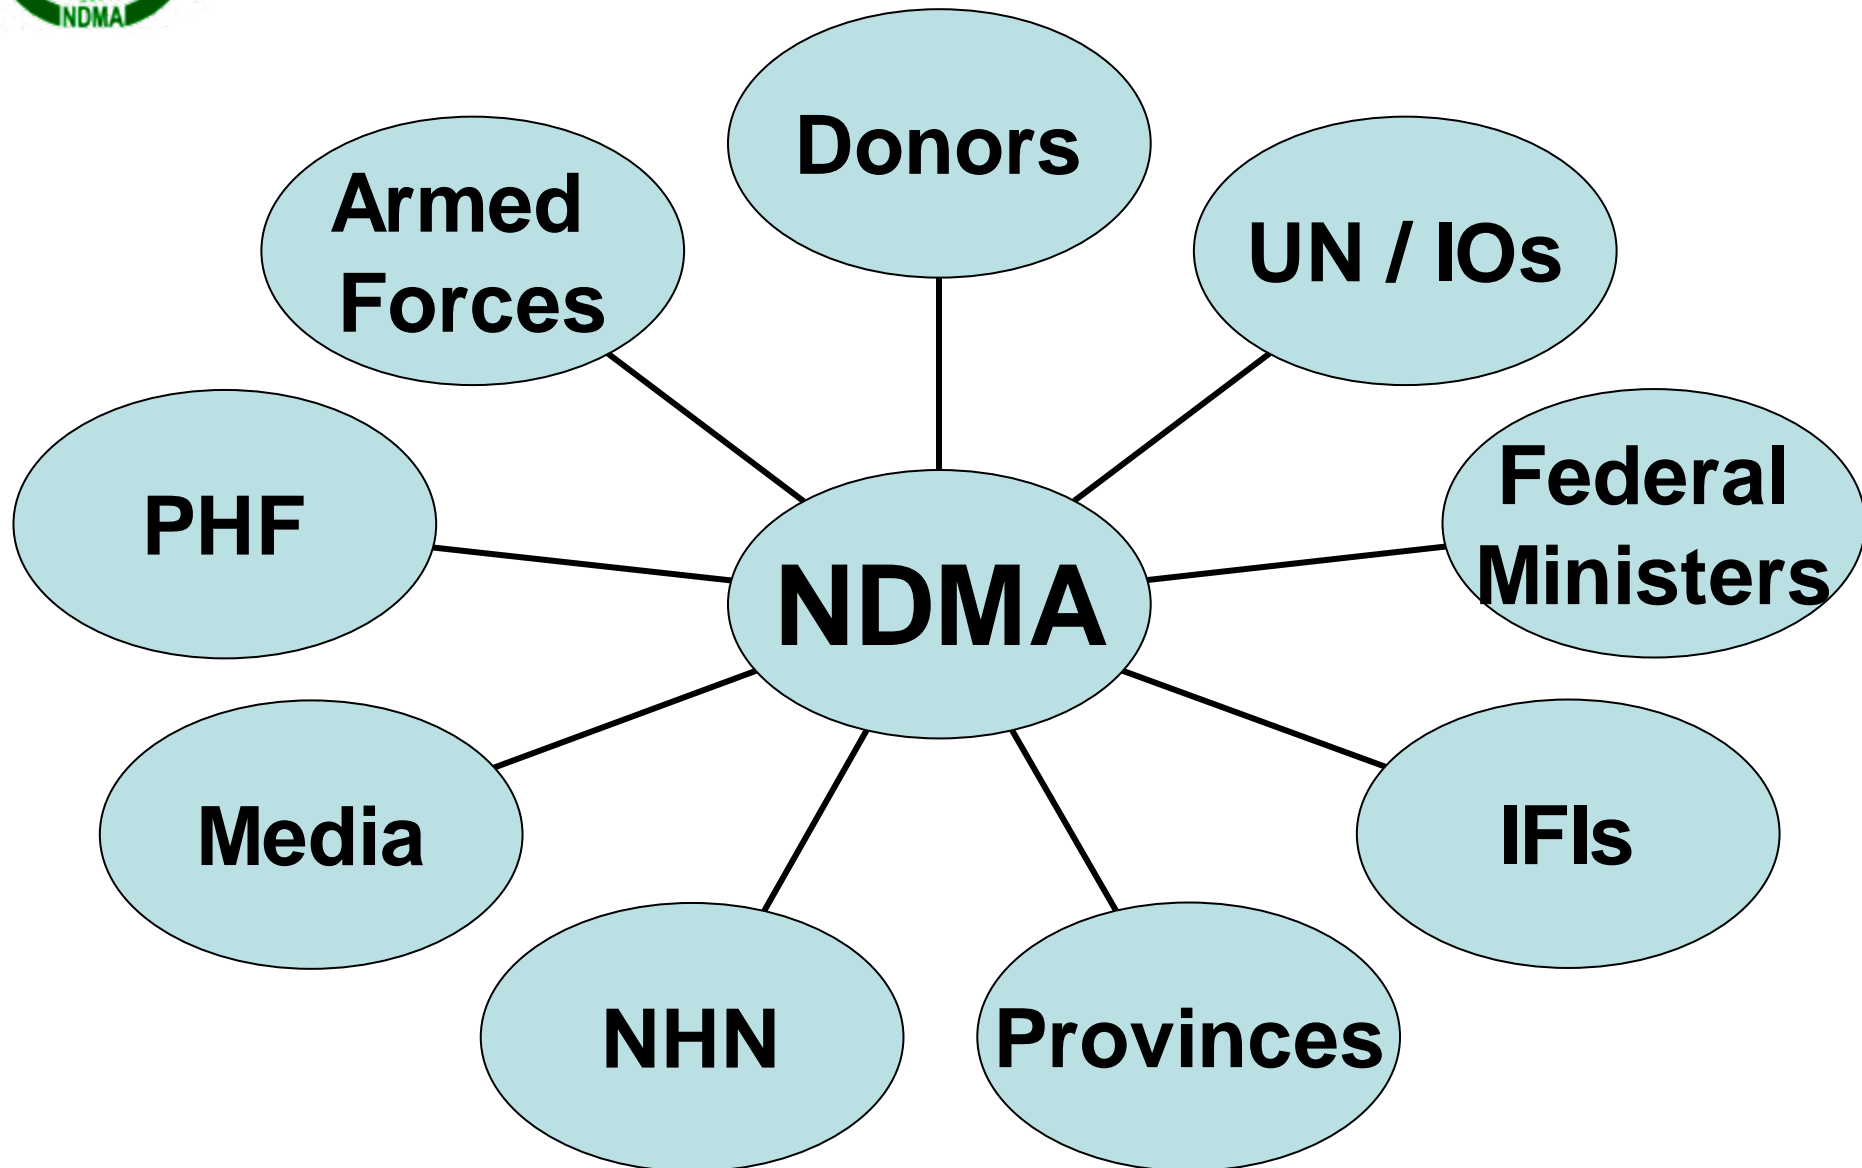 NDMA
Donors
Armed
Forces
UN / IOs
Federal
Ministers
PHF
NDMA
Media
IFIs
NHN
Provinces